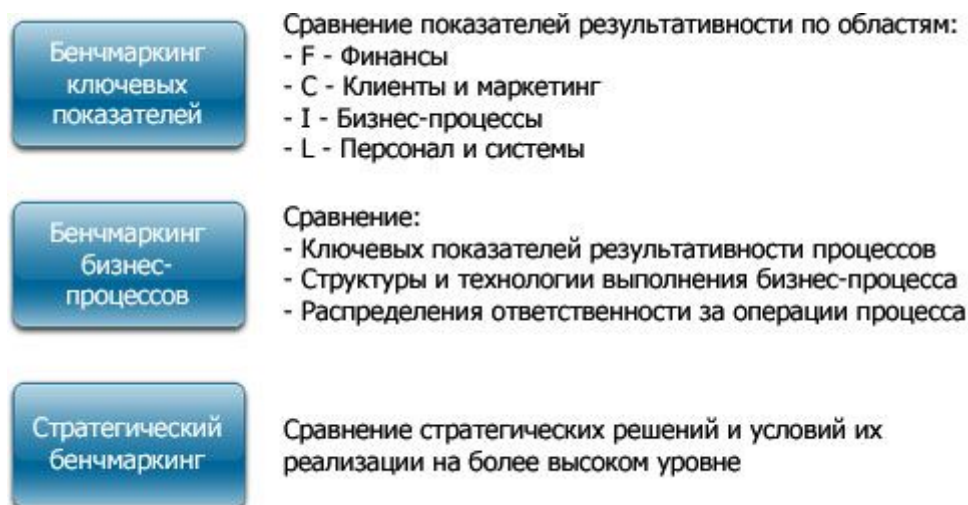 Бенчмаркинг
ключевых
показателей
Сравнение показателей результативности по областям:
- F - Финансы
- C - Клиенты и маркетинг
- I - Бизнес-процессы
- L - Персонал и системы
Бенчмаркинг
бизнес-
процессов
Сравнение:
- Ключевых показателей результативности процессов
- Структуры и технологии выполнения бизнес-процесса
- Распределения ответственности за операции процесса
Стратегический
бенчмаркинг
Сравнение стратегических решений и условий их
реализации на более высоком уровне